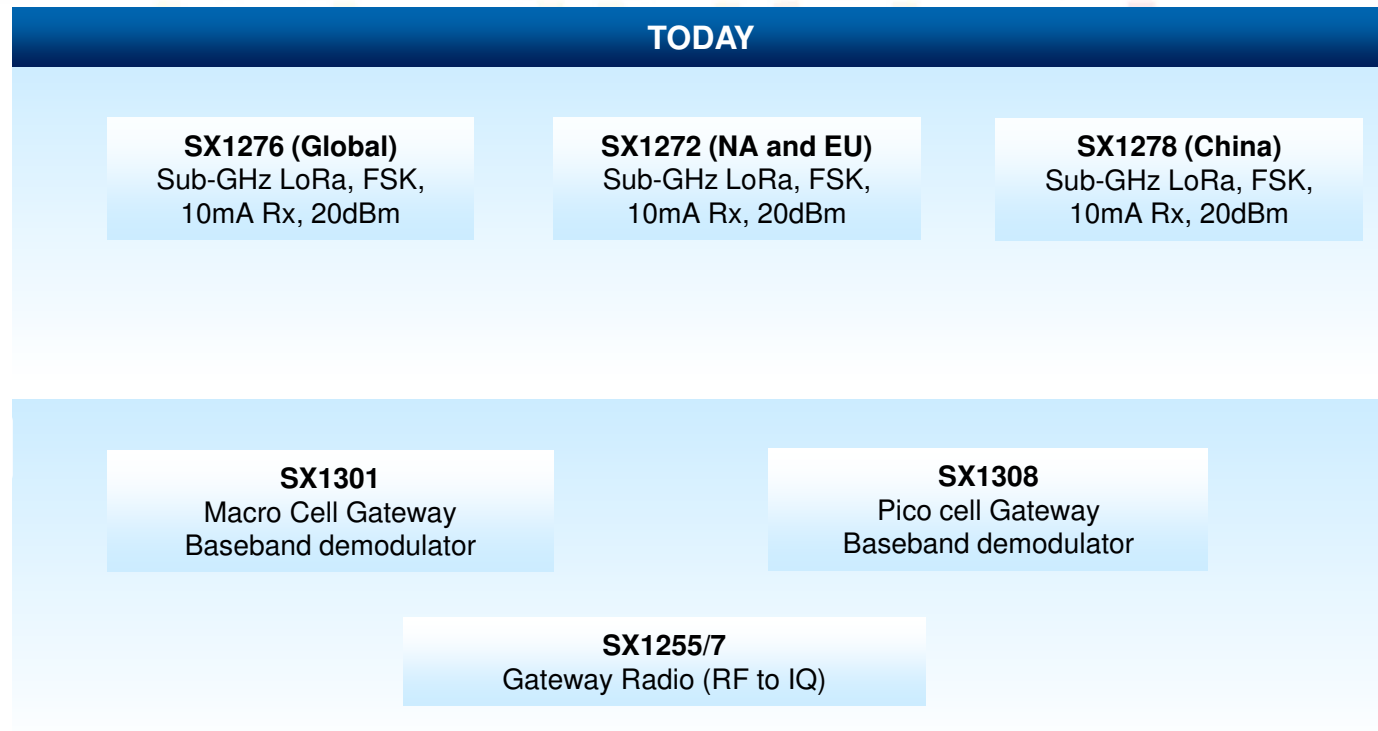 TODAY
SX1276 (Global)
Sub-GHz LoRa, FSK,
10mA Rx, 20dBm
SX1272 (NA and EU)
Sub-GHz LoRa, FSK,
10mA Rx, 20dBm
SX1278 (China)
Sub-GHz LoRa, FSK,
10mA Rx, 20dBm
SX1301
Macro Cell Gateway
Baseband demodulator
SX1308
Pico cell Gateway
Baseband demodulator
SX1255/7
Gateway Radio (RF to IQ)